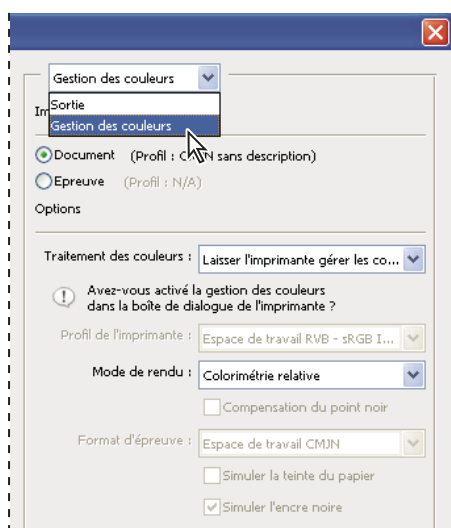 Gestion des couleurs
Im
Sortie
Gestion des couleurs
Document (Profil : C N sans description)
Epreuve (Profil : N/A)
Options
Traitement des couleurs : Laisser l'imprimante gérer les co...
Avez-vous activé la gestion des couleurs
dans la boîte de dialogue de l'imprimante ?
Profil de l'imprimante : Espace de travail RVB - sRGB I...
Mode de rendu : Colorimétrie relative
Compensation du point noir
Format d'épreuve : Espace de travail CMJN
Simuler la teinte du papier
Simuler l'encre noire